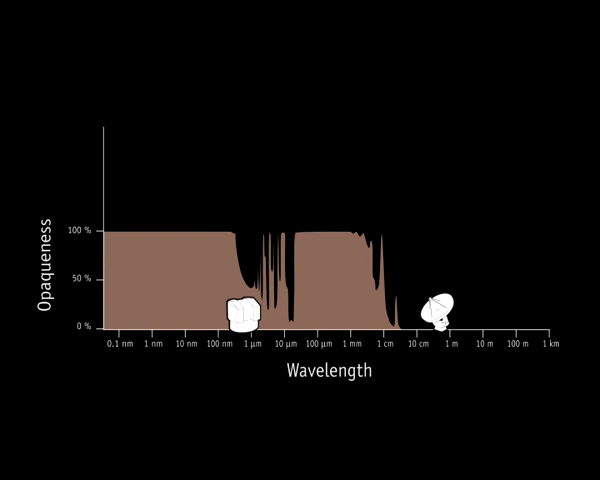 Opaqueness
100 %
50 %
0 %
0.1 nm 1 nm 10 nm 100 nm 1 µm 10 µm 100 µm 1 mm 1 cm 10 cm 1 m 10 m 100 m 1 km
Wavelength